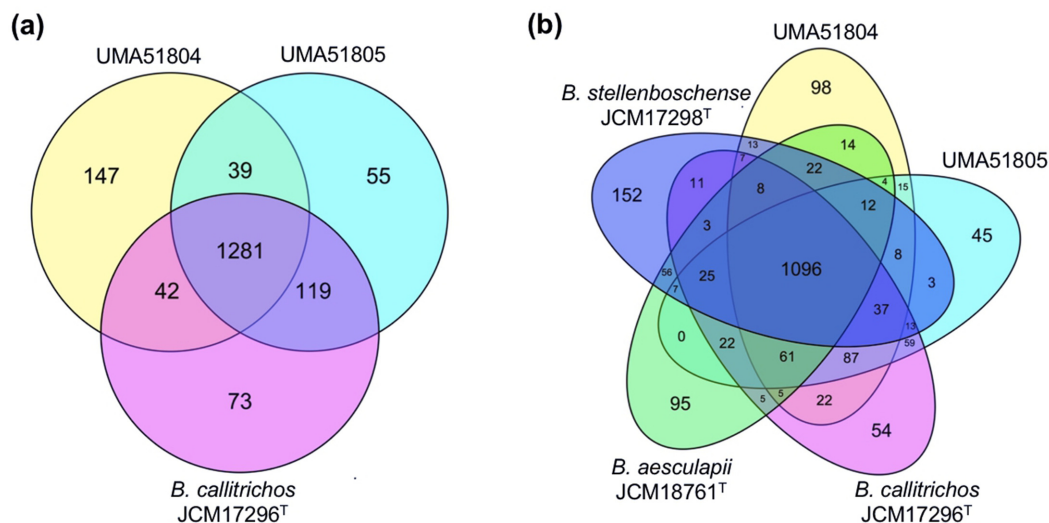 (a)
UMA51804
UMA51805
147
39
55
1281
42
119
73
B. callitrichos
JCM17296ᵀ
(b)
UMA51804
98
B. stellenboschense
JCM17298ᵀ
UMA51805
13
14
7
22
11
8
4
15
152
12
3
45
8
56
25
1096
3
7
37
13
0
22
59
61
87
5
5
22
95
54
B. aesculapii
JCM18761ᵀ
B. callitrichos
JCM17296ᵀ